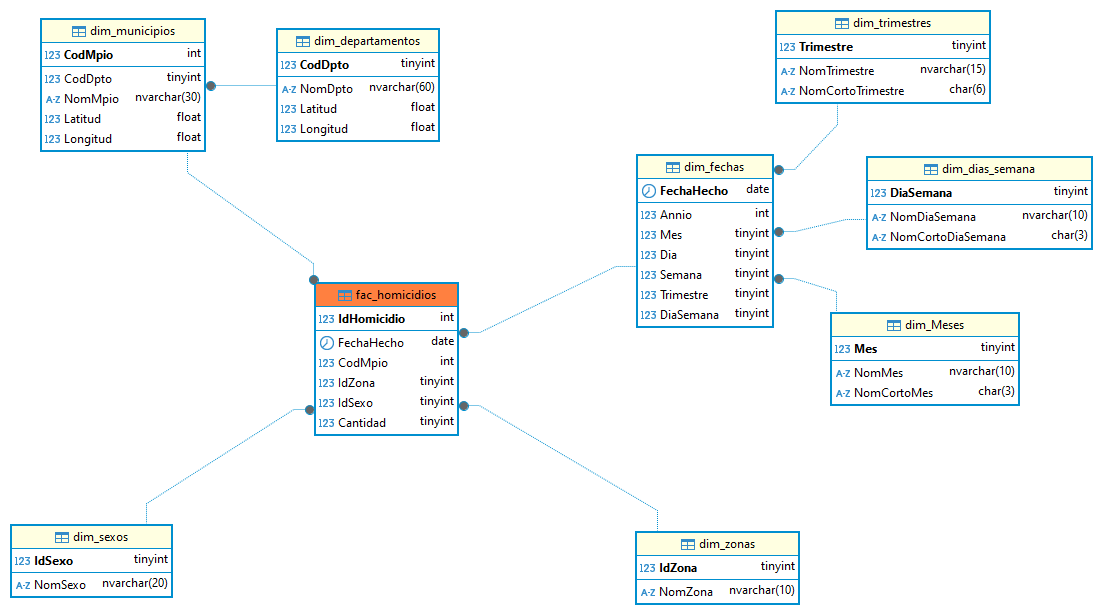 dim_municipios
123 CodMpio int
123 CodDpto tinyint
A-Z NomMpio nvarchar(30)
123 Latitud float
123 Longitud float
dim_departamentos
123 CodDpto tinyint
A-Z NomDpto nvarchar(60)
123 Latitud float
123 Longitud float
dim_trimestres
123 Trimestre tinyint
A-Z NomTrimestre nvarchar(15)
A-Z NomCortoTrimestre char(6)
dim_fechas
FechaHecho date
123 Annio int
123 Mes tinyint
123 Dia tinyint
123 Semana tinyint
123 Trimestre tinyint
123 DiaSemana tinyint
dim_dias_semana
123 DiaSemana tinyint
A-Z NomDiaSemana nvarchar(10)
A-Z NomCortoDiaSemana char(3)
fac_homicidios
123 IdHomicidio int
FechaHecho date
123 CodMpio int
123 IdZona tinyint
123 IdSexo tinyint
123 Cantidad tinyint
dim_Meses
123 Mes tinyint
A-Z NomMes nvarchar(10)
A-Z NomCortoMes char(3)
dim_sexos
123 IdSexo tinyint
A-Z NomSexo nvarchar(20)
dim_zonas
123 IdZona tinyint
A-Z NomZona nvarchar(10)